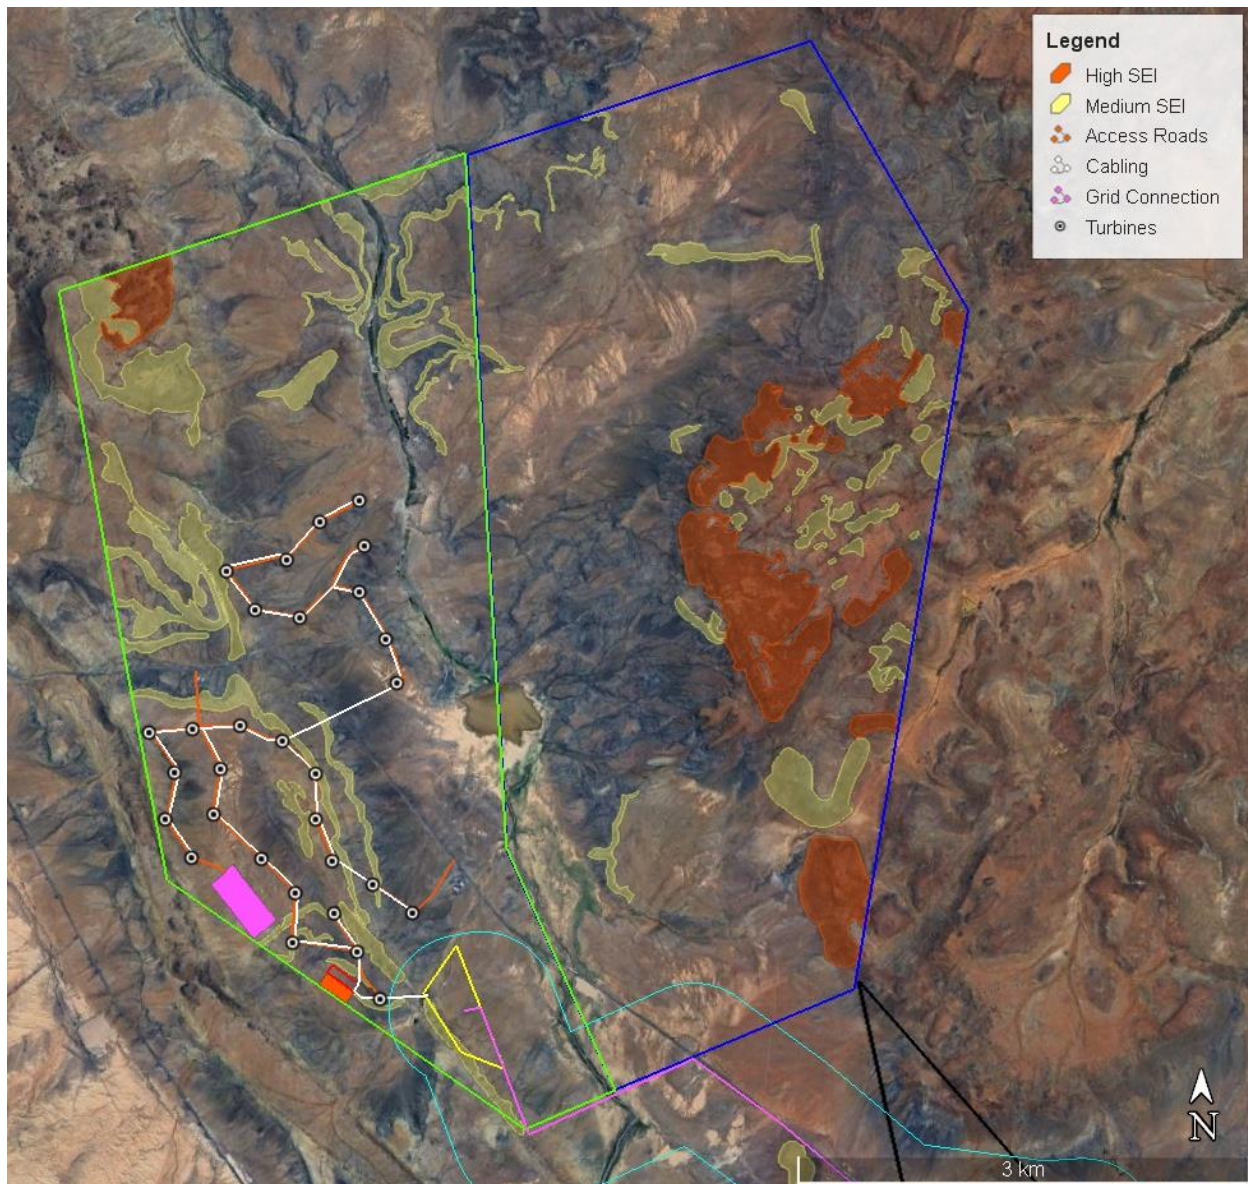 Legend
High SEI
Medium SEI
Access Roads
Cabling
Grid Connection
Turbines
N
3 km